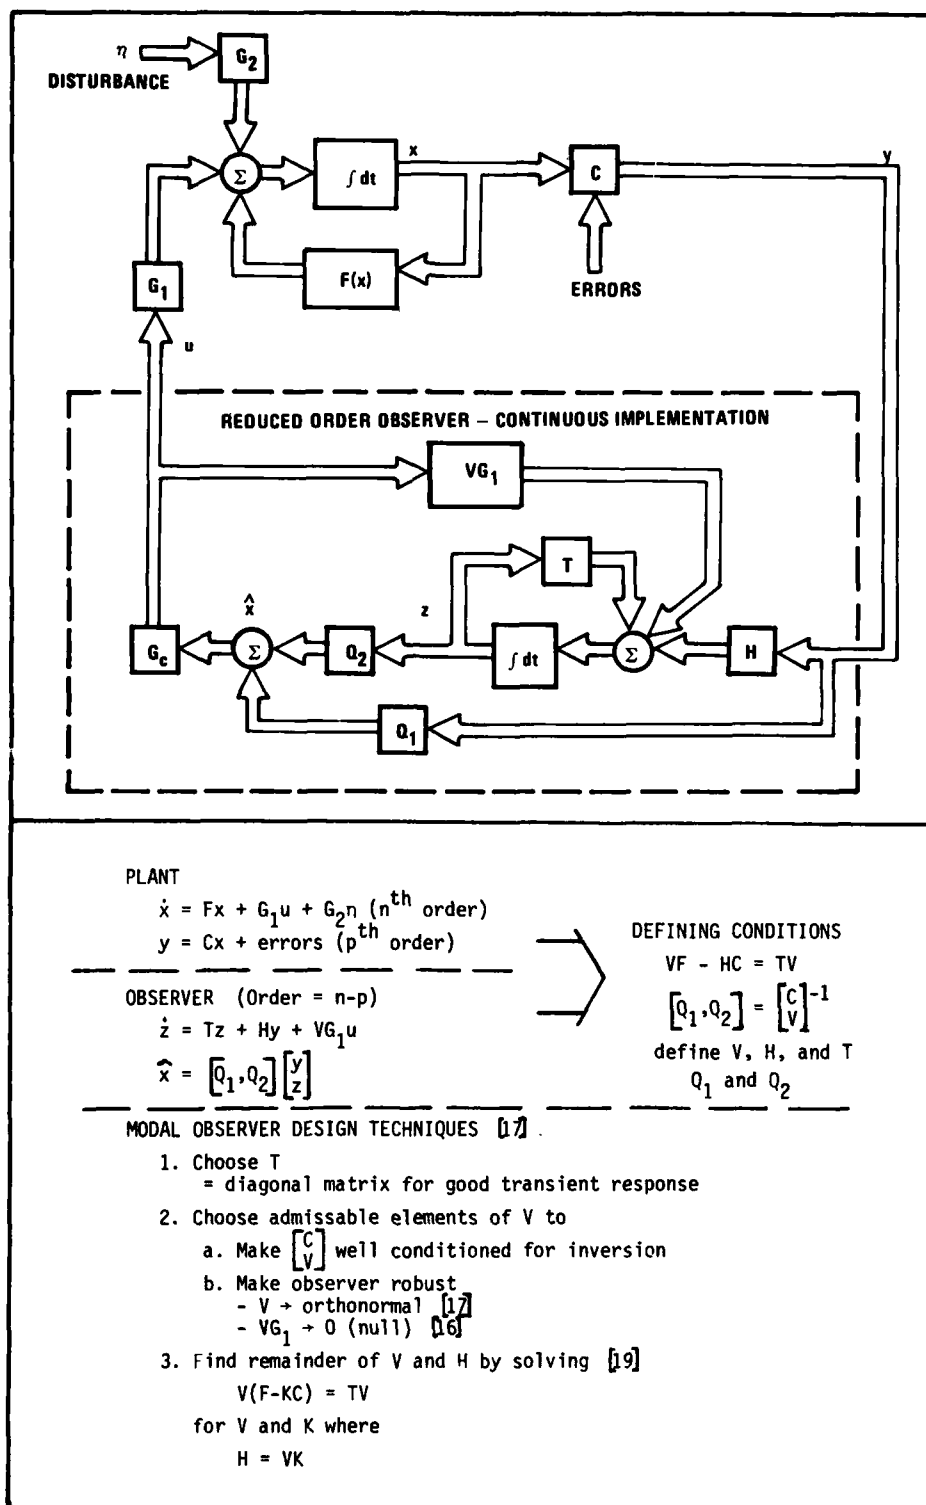 η
DISTURBANCE
G2
Σ
∫ dt
x
C
y
F(x)
ERRORS
G1
u
REDUCED ORDER OBSERVER – CONTINUOUS IMPLEMENTATION
VG1
T
x̂
z
Gc
Σ
Q2
∫ dt
Σ
H
Q1
PLANT
ẋ = Fx + G1u + G2n (nth order)
y = Cx + errors (pth order)
OBSERVER (Order = n-p)
ż = Tz + Hy + VG1u
x̂ = [Q1,Q2] [y z]
DEFINING CONDITIONS
VF - HC = TV
[Q1,Q2] = [C V]-1
define V, H, and T
Q1 and Q2
MODAL OBSERVER DESIGN TECHNIQUES [17] .
1. Choose T
= diagonal matrix for good transient response
2. Choose admissable elements of V to
a. Make [C V] well conditioned for inversion
b. Make observer robust
- V → orthonormal [17]
- VG1 → 0 (null) [16]
3. Find remainder of V and H by solving [19]
V(F-KC) = TV
for V and K where
H = VK